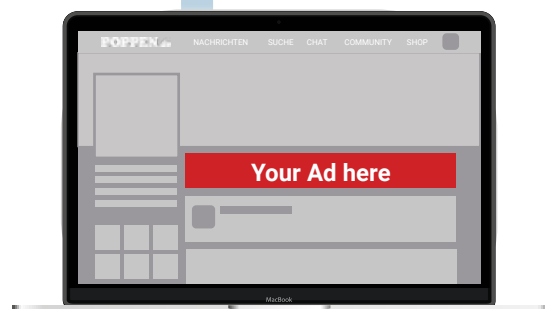 POPPEN.de
NACHRICHTEN SUCHE CHAT COMMUNITY SHOP
Your Ad here
MacBook